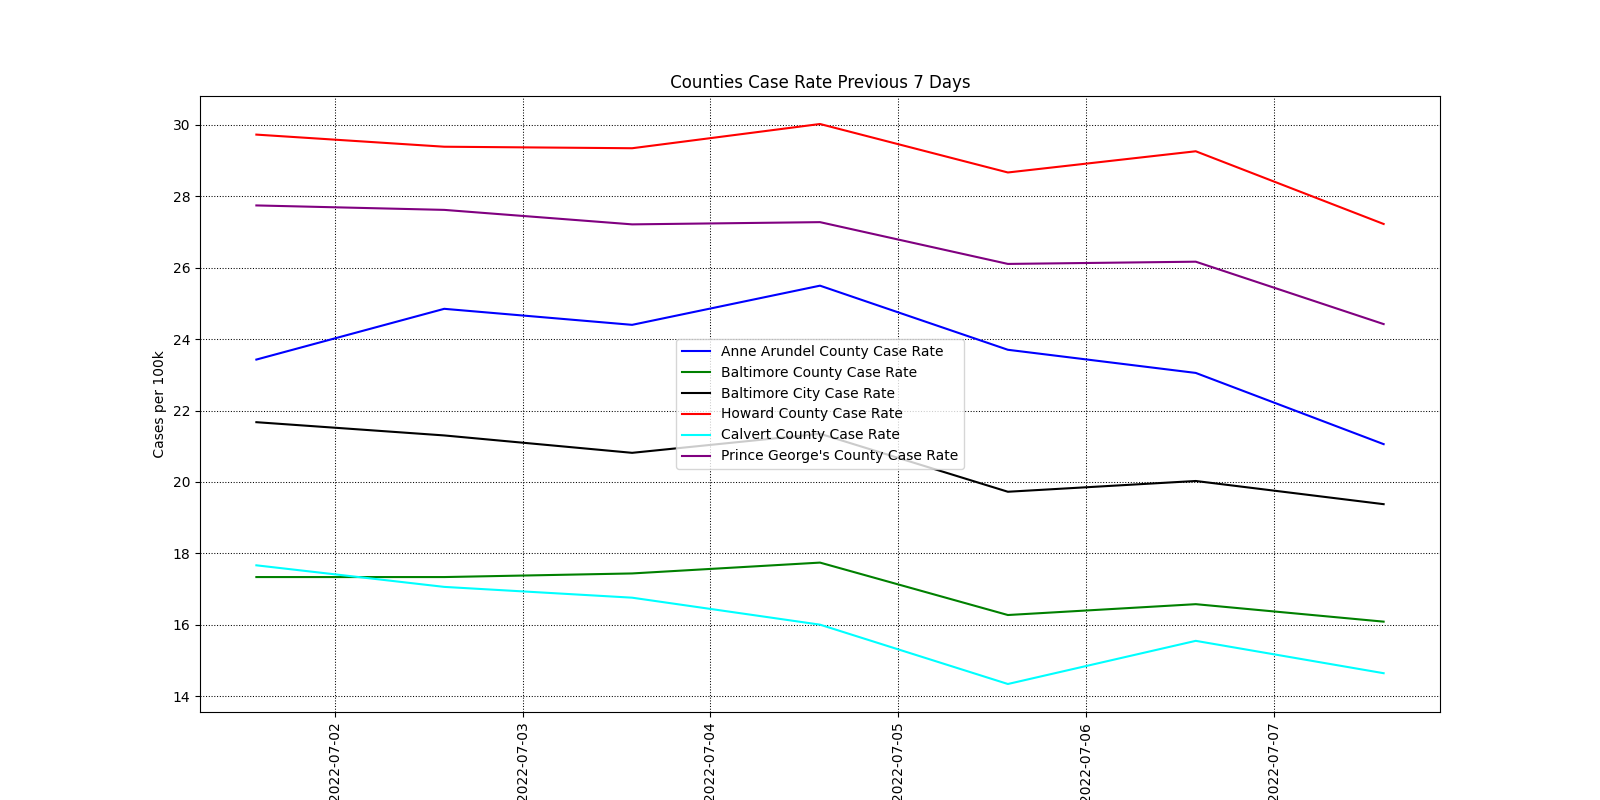 Counties Case Rate Previous 7 Days
30
28
26
24
22
20
18
16
14
Cases per 100k
Anne Arundel County Case Rate
Baltimore County Case Rate
Baltimore City Case Rate
Howard County Case Rate
Calvert County Case Rate
Prince George's County Case Rate
2022-07-02
2022-07-03
2022-07-04
2022-07-05
2022-07-06
2022-07-07